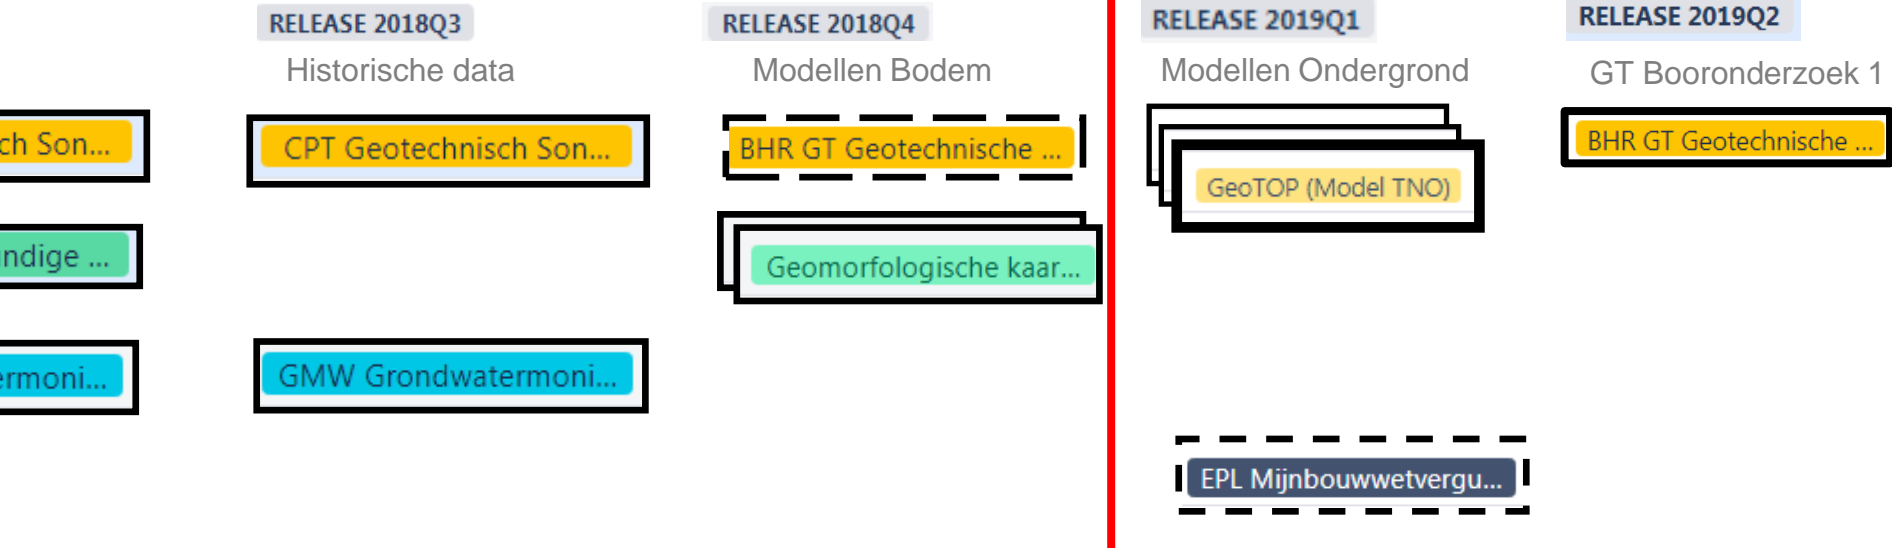 RELEASE 2018Q3 RELEASE 2018Q4 RELEASE 2019Q1 RELEASE 2019Q2
Historische data Modellen Bodem Modellen Ondergrond GT Booronderzoek 1
ch Son... CPT Geotechnisch Son... BHR GT Geotechnische ... GeoTOP (Model TNO) BHR GT Geotechnische ...
ndige ... Geomorfologische kaar...
ermoni... GMW Grondwatermoni...
EPL Mijnbouwwetvergu...